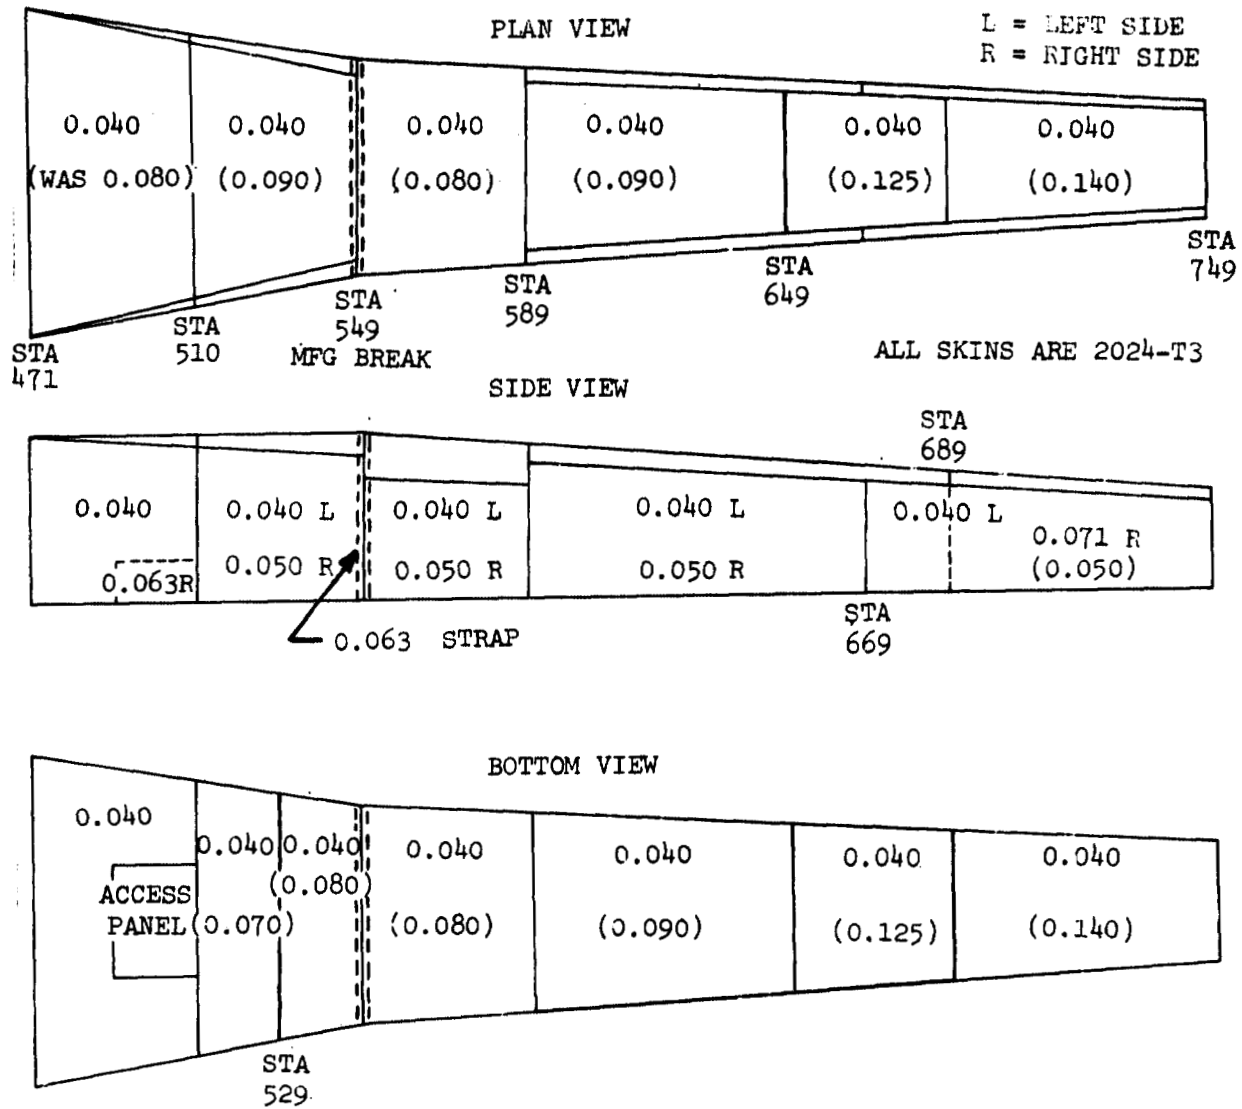 PLAN VIEW
L = LEFT SIDE
R = RIGHT SIDE
0.040 0.040 0.040 0.040 0.040 0.040
(WAS 0.080) (0.090) (0.080) (0.090) (0.125) (0.140)
STA
749
STA
649
STA
589
STA
549
STA
510
STA
471
MFG BREAK
ALL SKINS ARE 2024-T3
SIDE VIEW
STA
689
0.040 0.040 L 0.040 L 0.040 L 0.040 L
0.071 R
(0.050)
0.063R 0.050 R 0.050 R 0.050 R
STA
669
0.063 STRAP
BOTTOM VIEW
0.040 0.040 0.040 0.040 0.040 0.040 0.040
(0.080)
ACCESS
PANEL (0.070) (0.080) (0.090) (0.125) (0.140)
STA
529